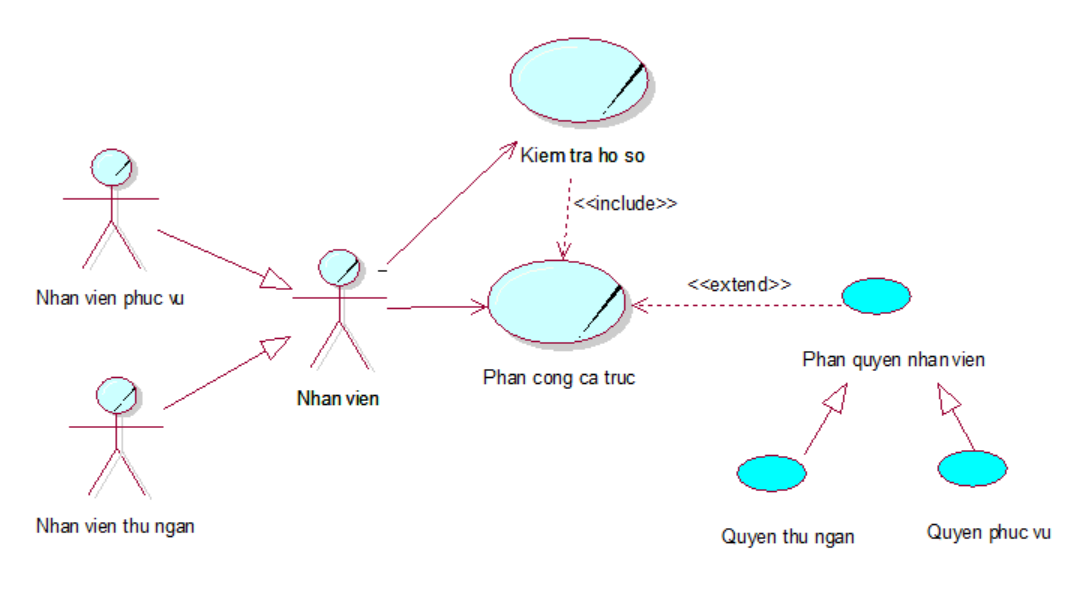 Kiem tra ho so
<<include>>
Nhan vien phuc vu
<<extend>>
Phan quyen nhan vien
Phan cong ca truc
Nhan vien
Nhan vien thu ngan
Quyen thu ngan
Quyen phuc vu